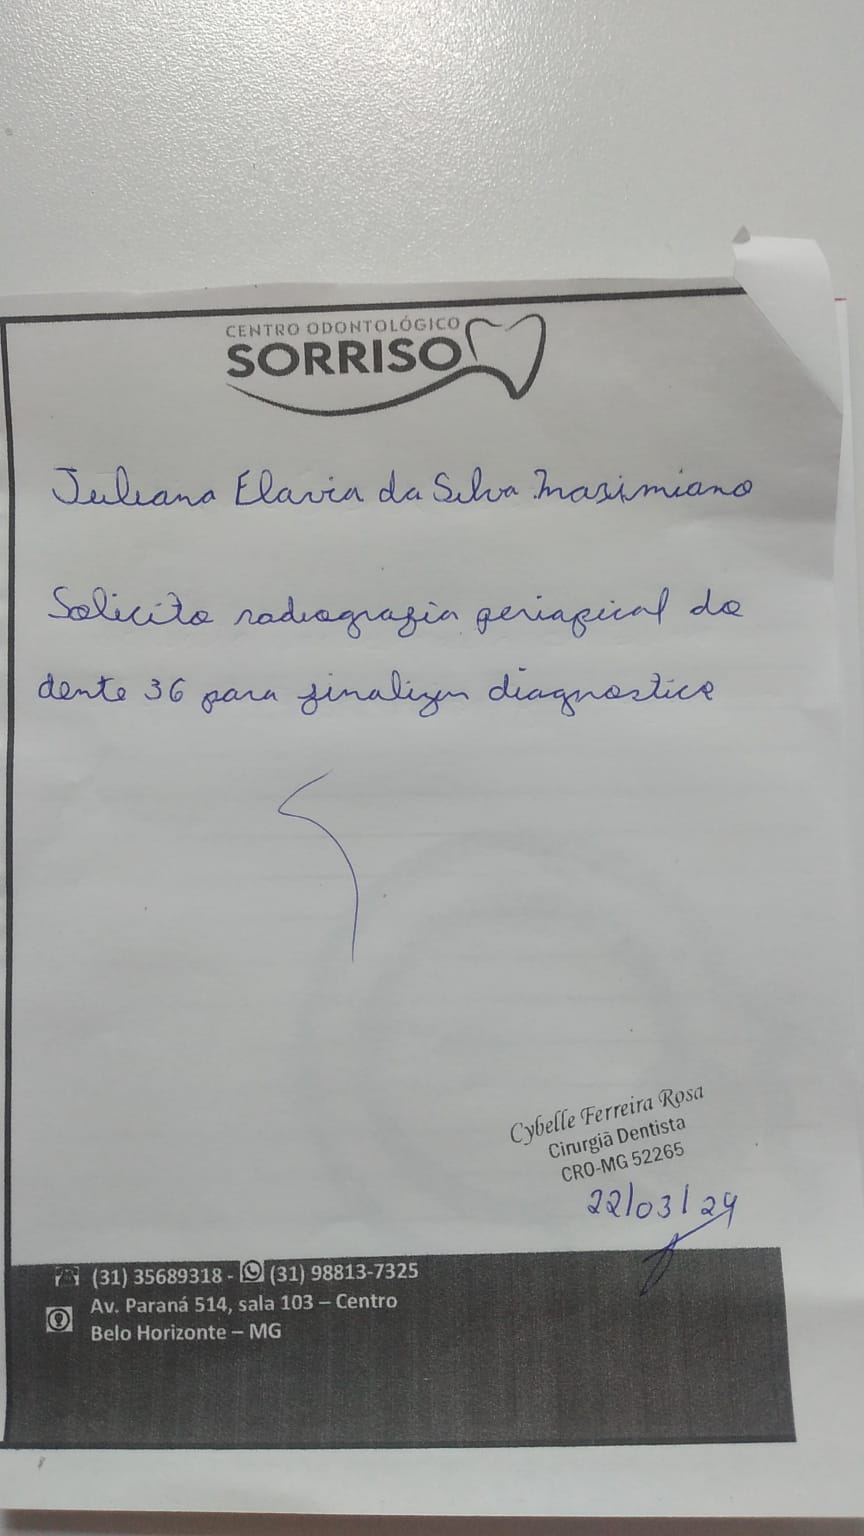 CENTRO ODONTOLÓGICO
SORRISO
Juliana Flavia da Silva Maximiano
Solicito radiografia periapical do
dente 36 para finalizar diagnostico
Cybelle Ferreira Rosa
Cirurgiã Dentista
CRO-MG 52265
22/03/24
(31) 35689318 - (31) 98813-7325
Av. Paraná 514, sala 103 – Centro
Belo Horizonte – MG